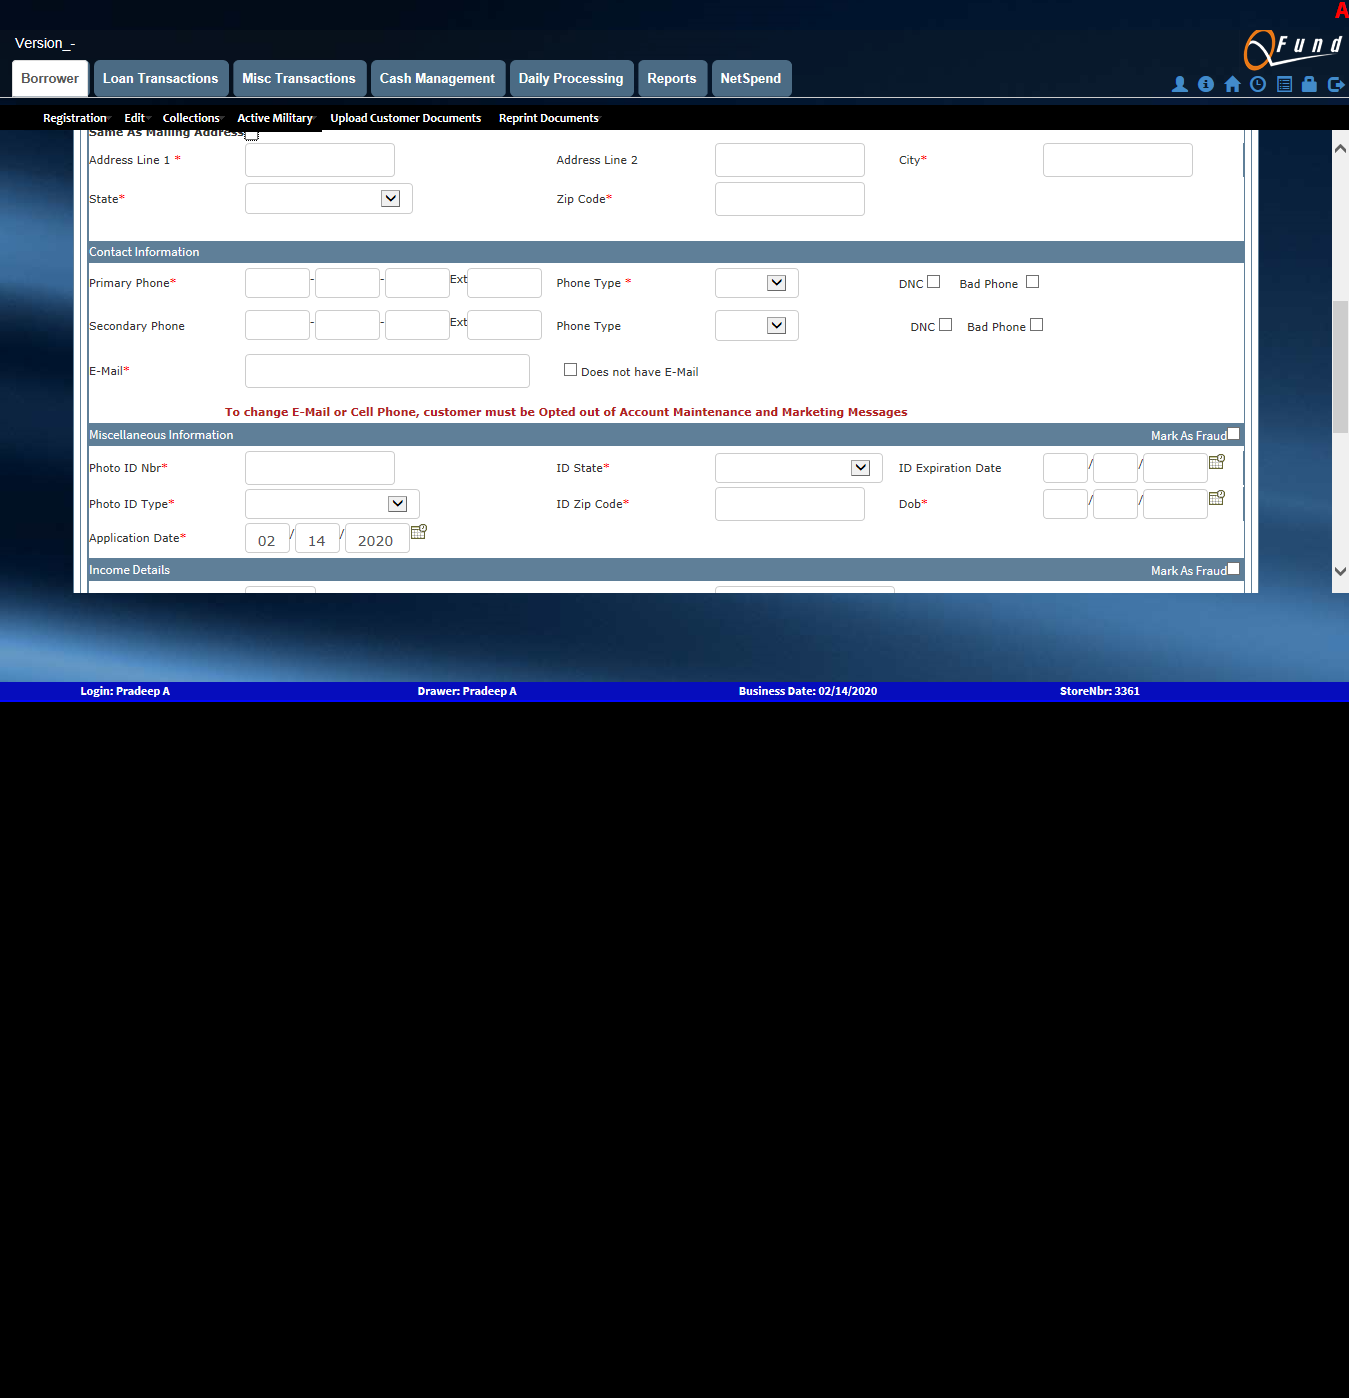 A
Version_-
QFund
Borrower Loan Transactions Misc Transactions Cash Management Daily Processing Reports NetSpend
Registration Edit Collections Active Military Upload Customer Documents Reprint Documents
Same As Mailing Address
Address Line 1 * Address Line 2 City*
State* Zip Code*
Contact Information
Primary Phone* - - Ext Phone Type * DNC Bad Phone
Secondary Phone - - Ext Phone Type DNC Bad Phone
E-Mail* Does not have E-Mail
To change E-Mail or Cell Phone, customer must be Opted out of Account Maintenance and Marketing Messages
Miscellaneous Information Mark As Fraud
Photo ID Nbr* ID State* ID Expiration Date / /
Photo ID Type* ID Zip Code* Dob* / /
Application Date* 02 / 14 / 2020
Income Details Mark As Fraud
Login: Pradeep A Drawer: Pradeep A Business Date: 02/14/2020 StoreNbr: 3361